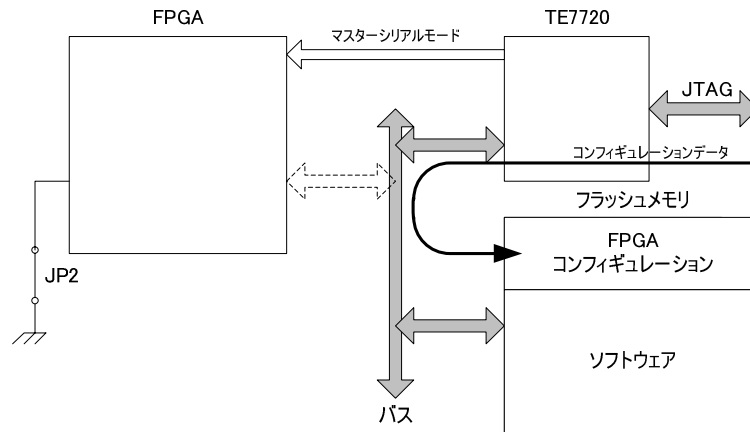 FPGA
マスターシリアルモード
TE7720
JTAG
コンフィギュレーションデータ
フラッシュメモリ
FPGA
コンフィギュレーション
JP2
ソフトウェア
バス